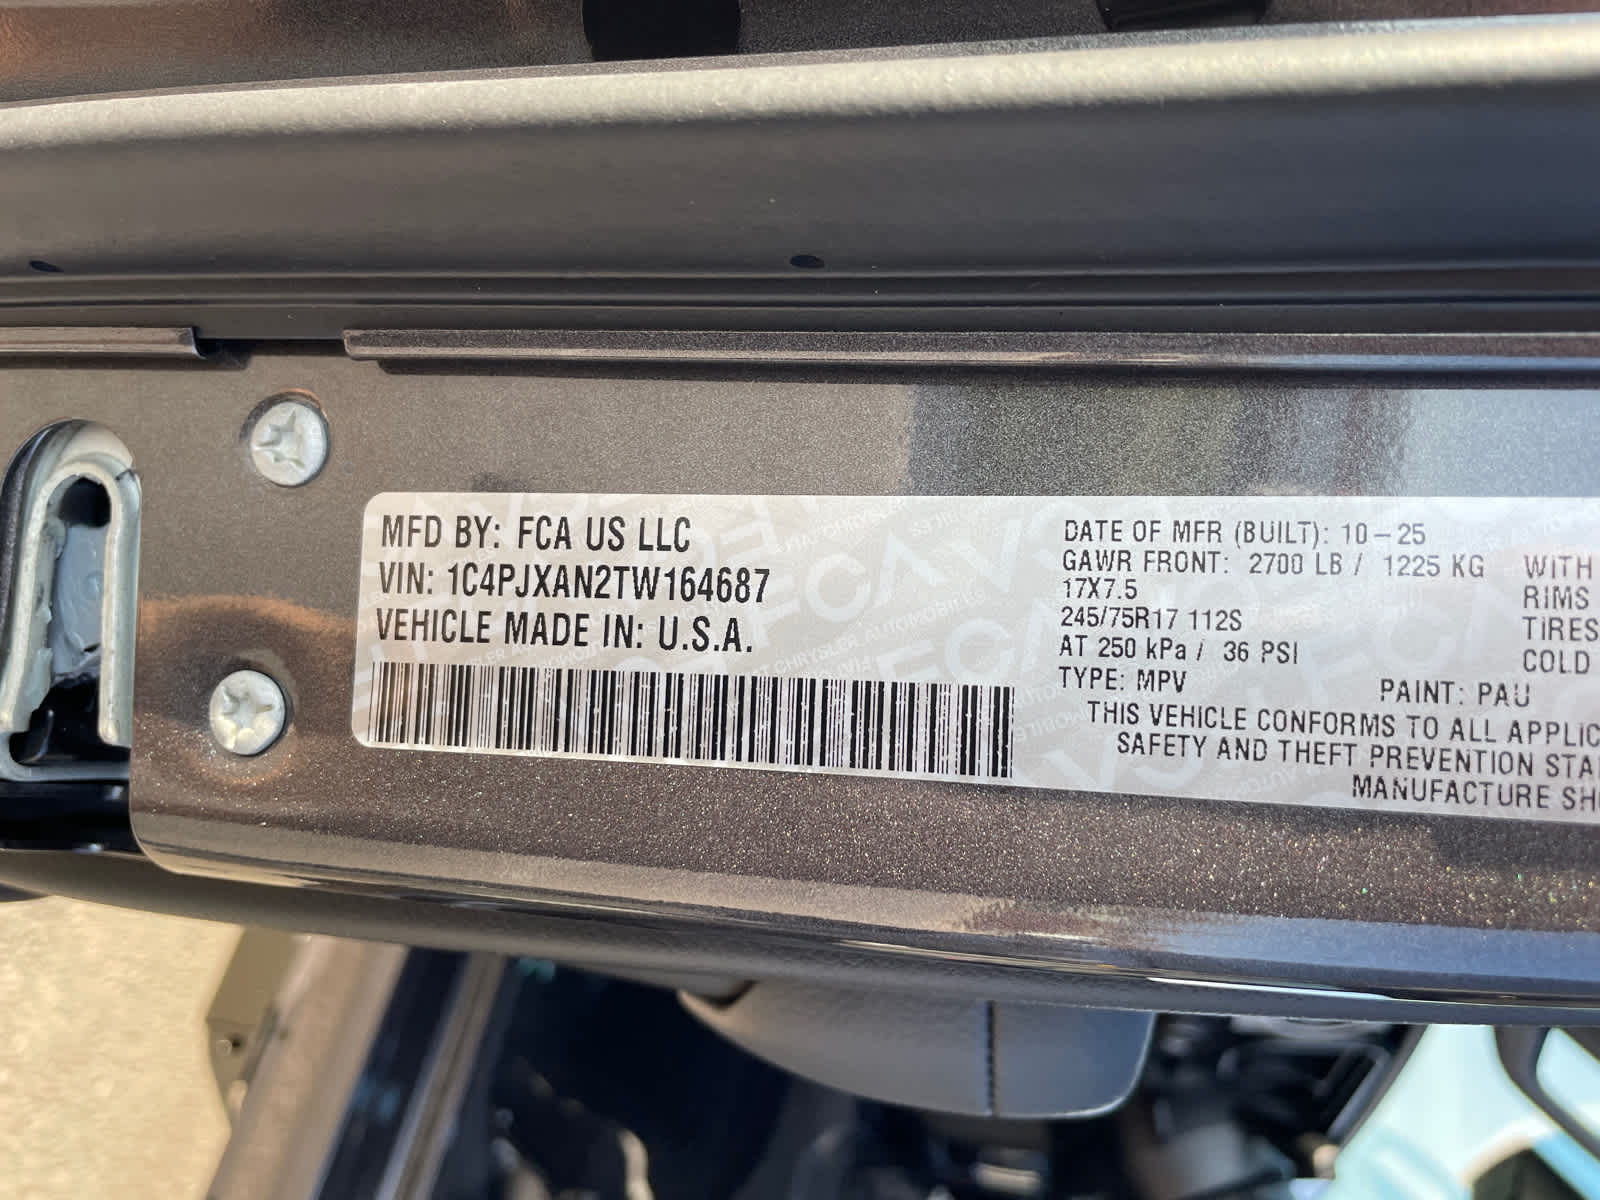 MFD BY: FCA US LLC
VIN: 1C4PJXAN2TW164687
VEHICLE MADE IN: U.S.A.
DATE OF MFR (BUILT): 10-25
GAWR FRONT: 2700 LB / 1225 KG WITH
17X7.5 RIMS
245/75R17 112S TIRES
AT 250 kPa / 36 PSI COLD
TYPE: MPV PAINT: PAU
THIS VEHICLE CONFORMS TO ALL APPLIC
SAFETY AND THEFT PREVENTION STA
MANUFACTURE SH